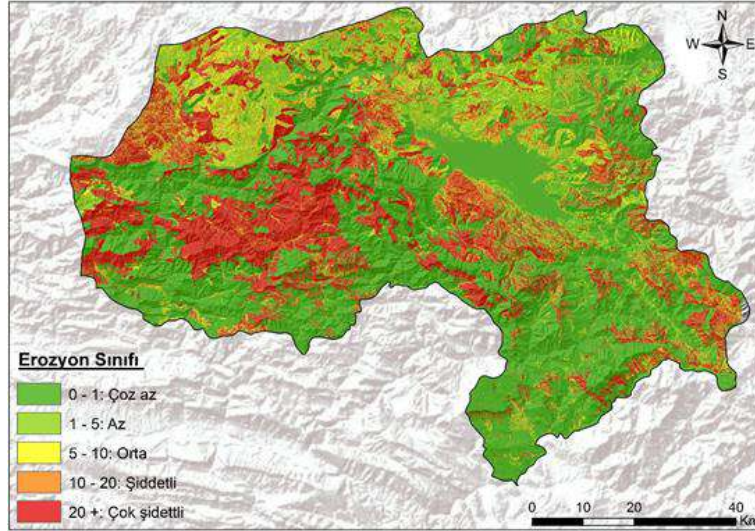 N
W E
S
Erozyon Sınıfı
0 - 1: Çoz az
1 - 5: Az
5 - 10: Orta
10 - 20: Şiddetli
20 +: Çok şidettli
0 10 20 40